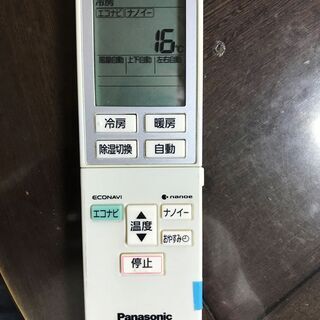 冷房
エコナビ ナノイー
16℃
風量自動 上下自動 左右自動
冷房 暖房
除湿切換 自動
ECONAVI nanoe
エコナビ 温度 ナノイー
おやすみ
停止
Panasonic